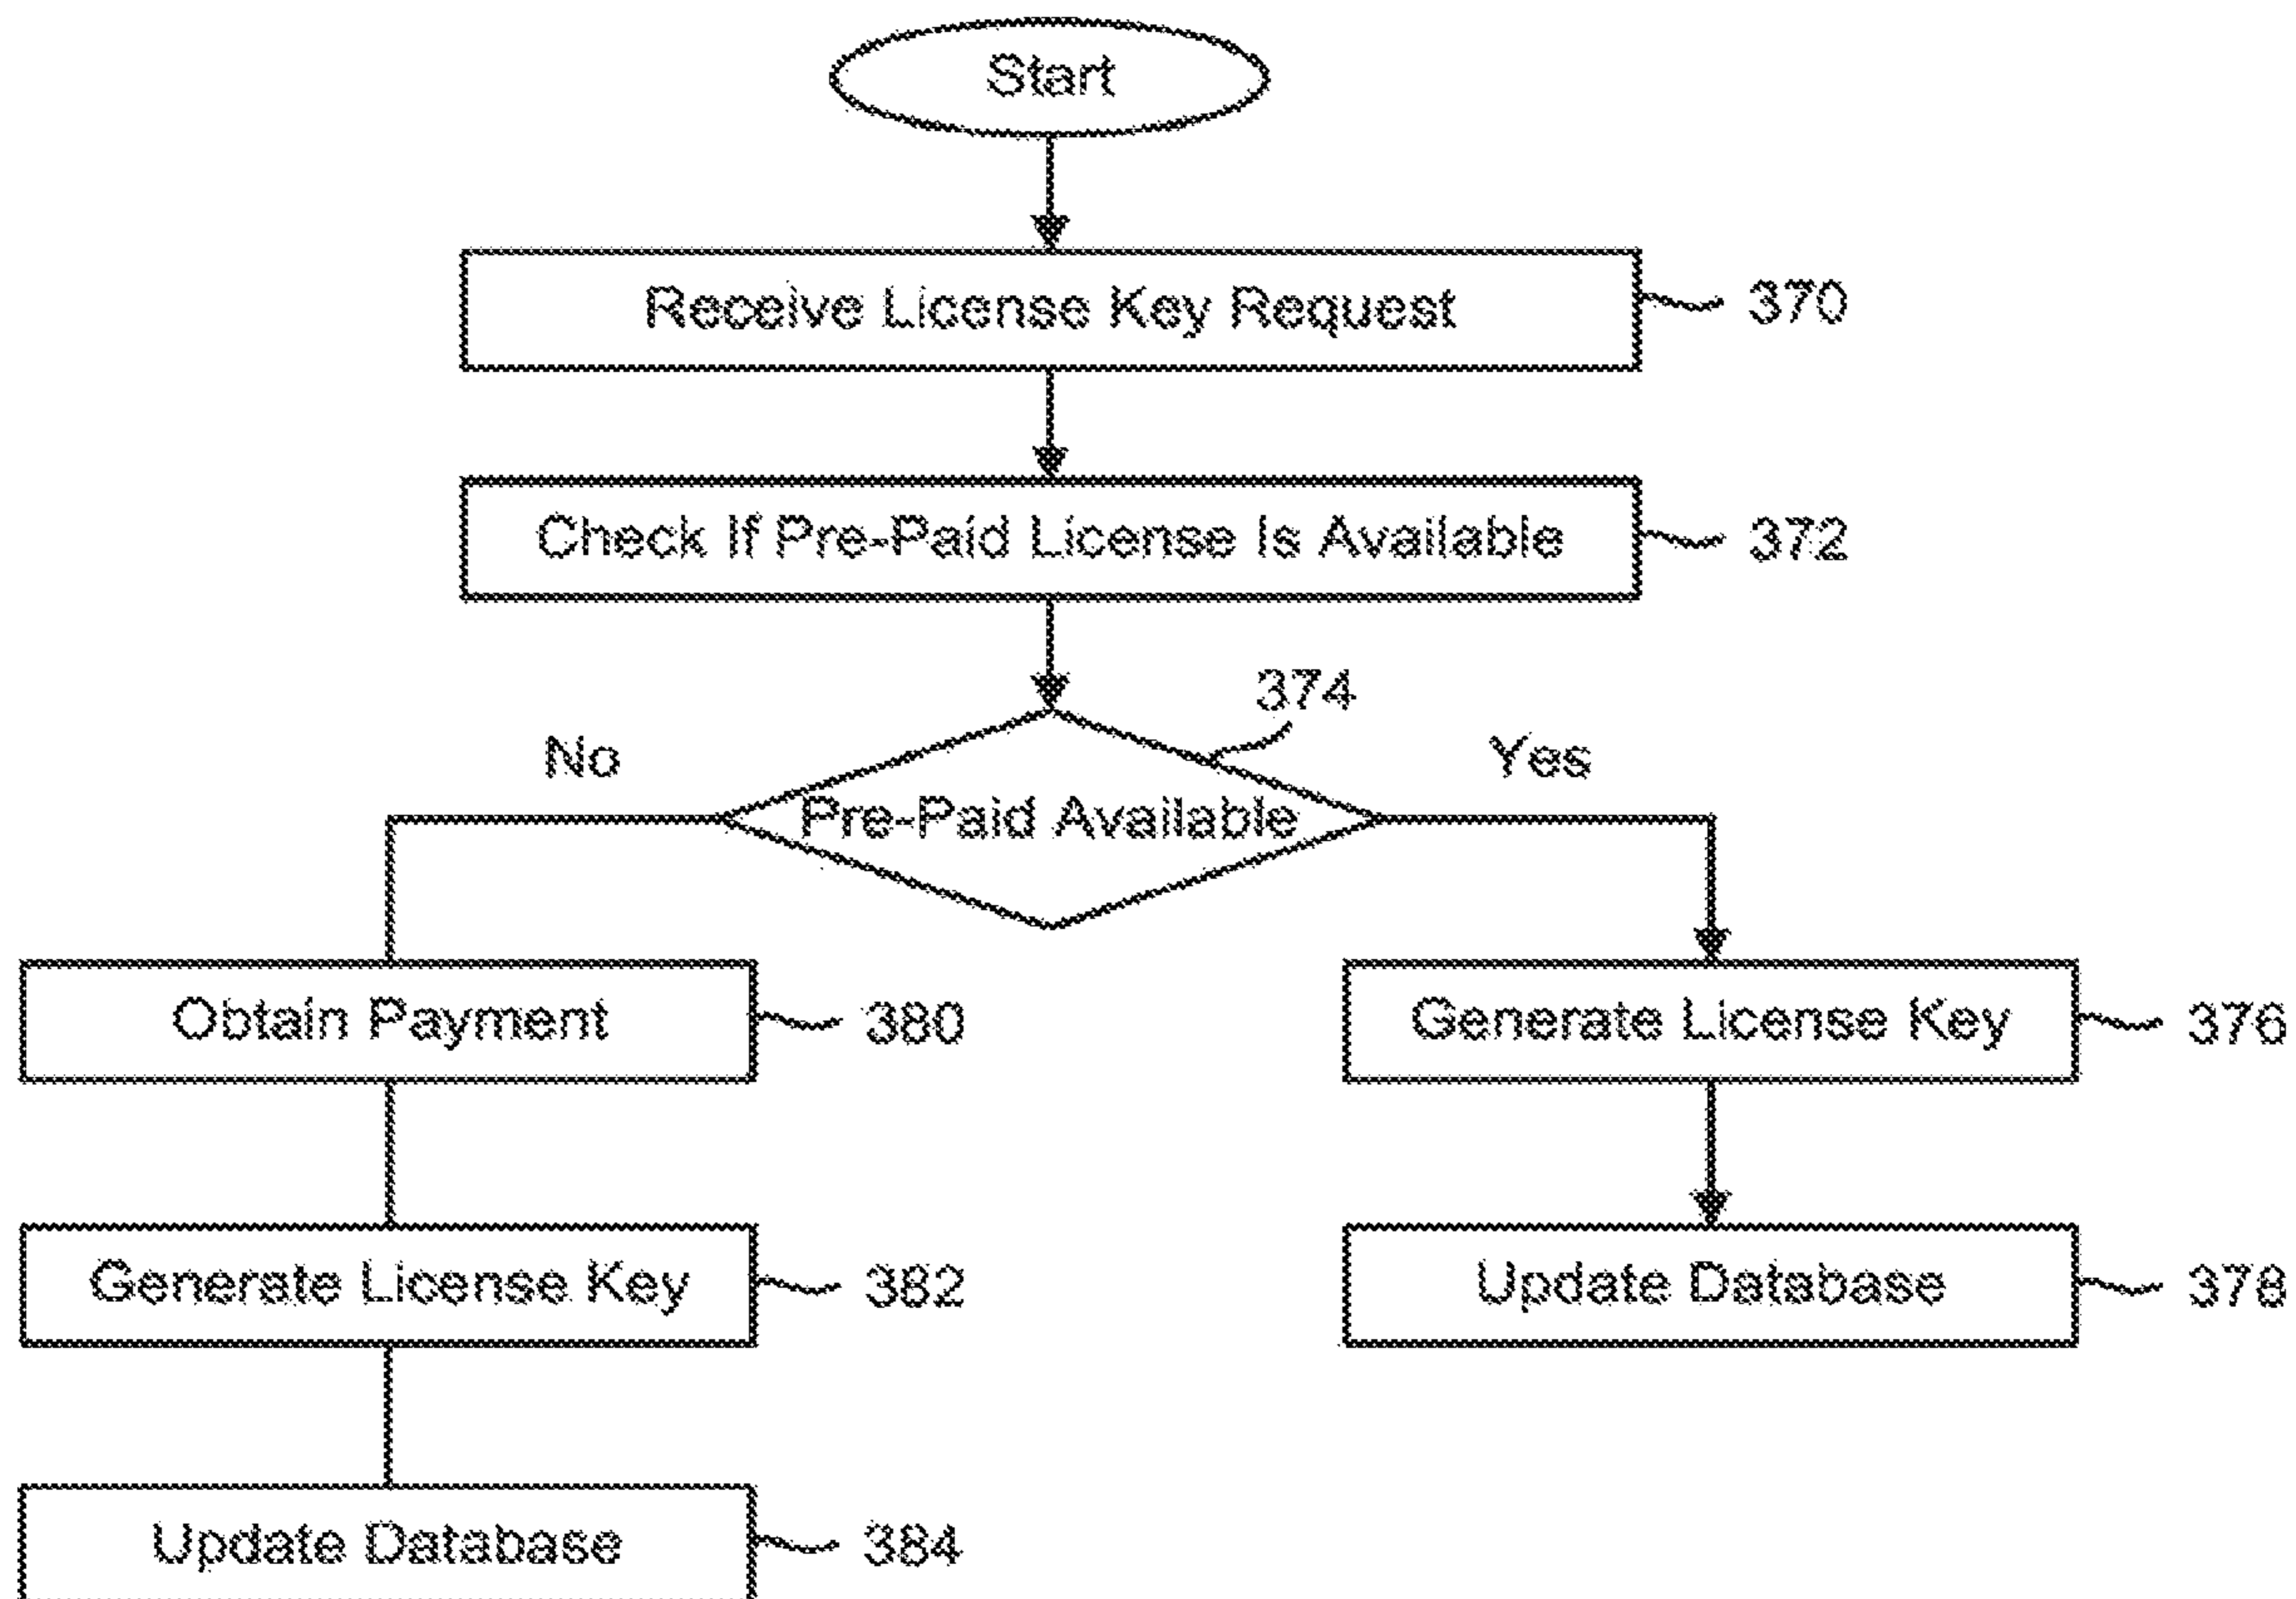 Start
Receive License Key Request
370
Check If Pre-Paid License Is Available
372
374
No
Yes
Pre-Paid Available
Obtain Payment
380
Generate License Key
376
Generate License Key
382
Update Database
378
Update Database
384